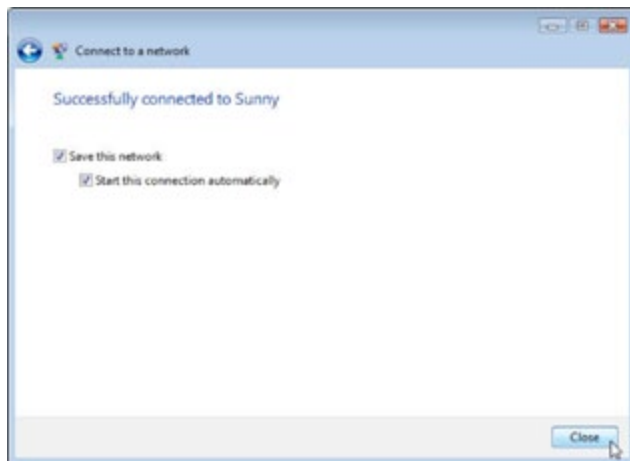 Connect to a network
Successfully connected to Sunny
Save this network
Start this connection automatically
Close